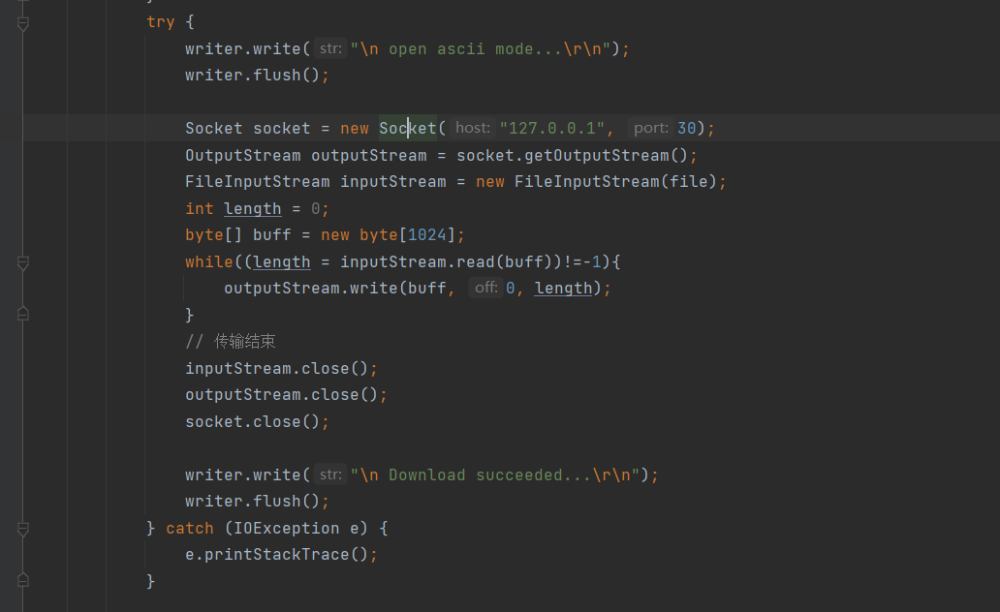 try {
writer.write( str: "\n open ascii mode...\r\n");
writer.flush();
Socket socket = new Socket( host: "127.0.0.1", port: 30);
OutputStream outputStream = socket.getOutputStream();
FileInputStream inputStream = new FileInputStream(file);
int length = 0;
byte[] buff = new byte[1024];
while((length = inputStream.read(buff))!=-1){
outputStream.write(buff, off: 0, length);
}
// 传输结束
inputStream.close();
outputStream.close();
socket.close();
writer.write( str: "\n Download succeeded...\r\n");
writer.flush();
} catch (IOException e) {
e.printStackTrace();
}